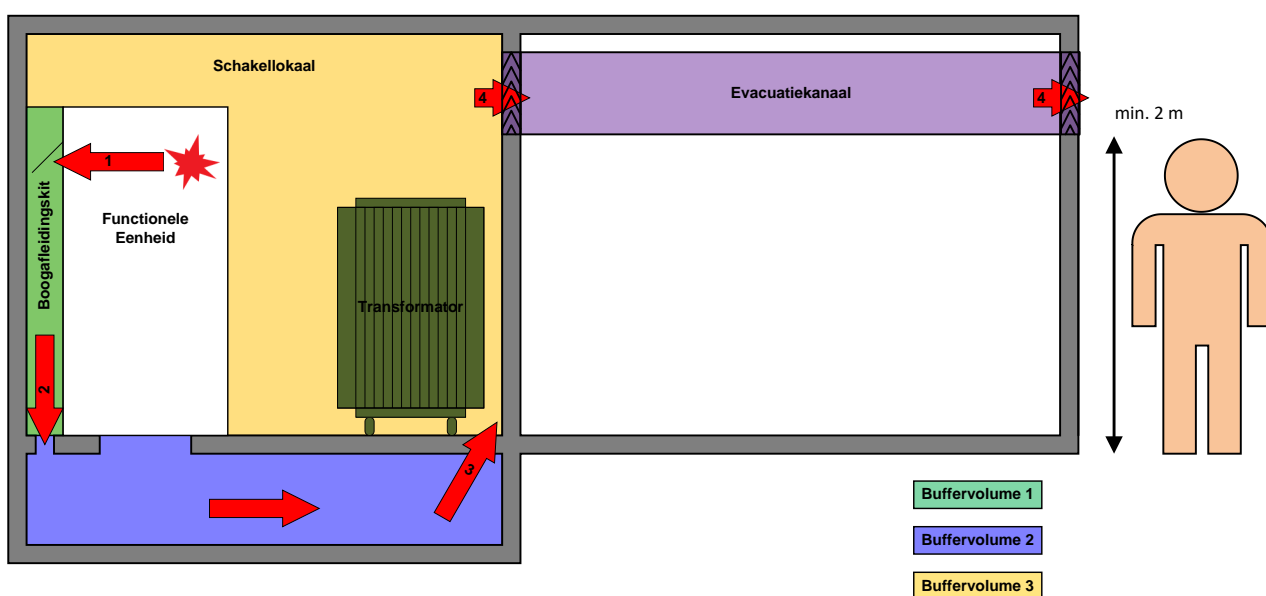 Schakellokaal
Evacuatiekanaal
4
4
min. 2 m
1
Boogafleidingskit
Functionele
Eenheid
Transformator
2
3
Buffervolume 1
Buffervolume 2
Buffervolume 3